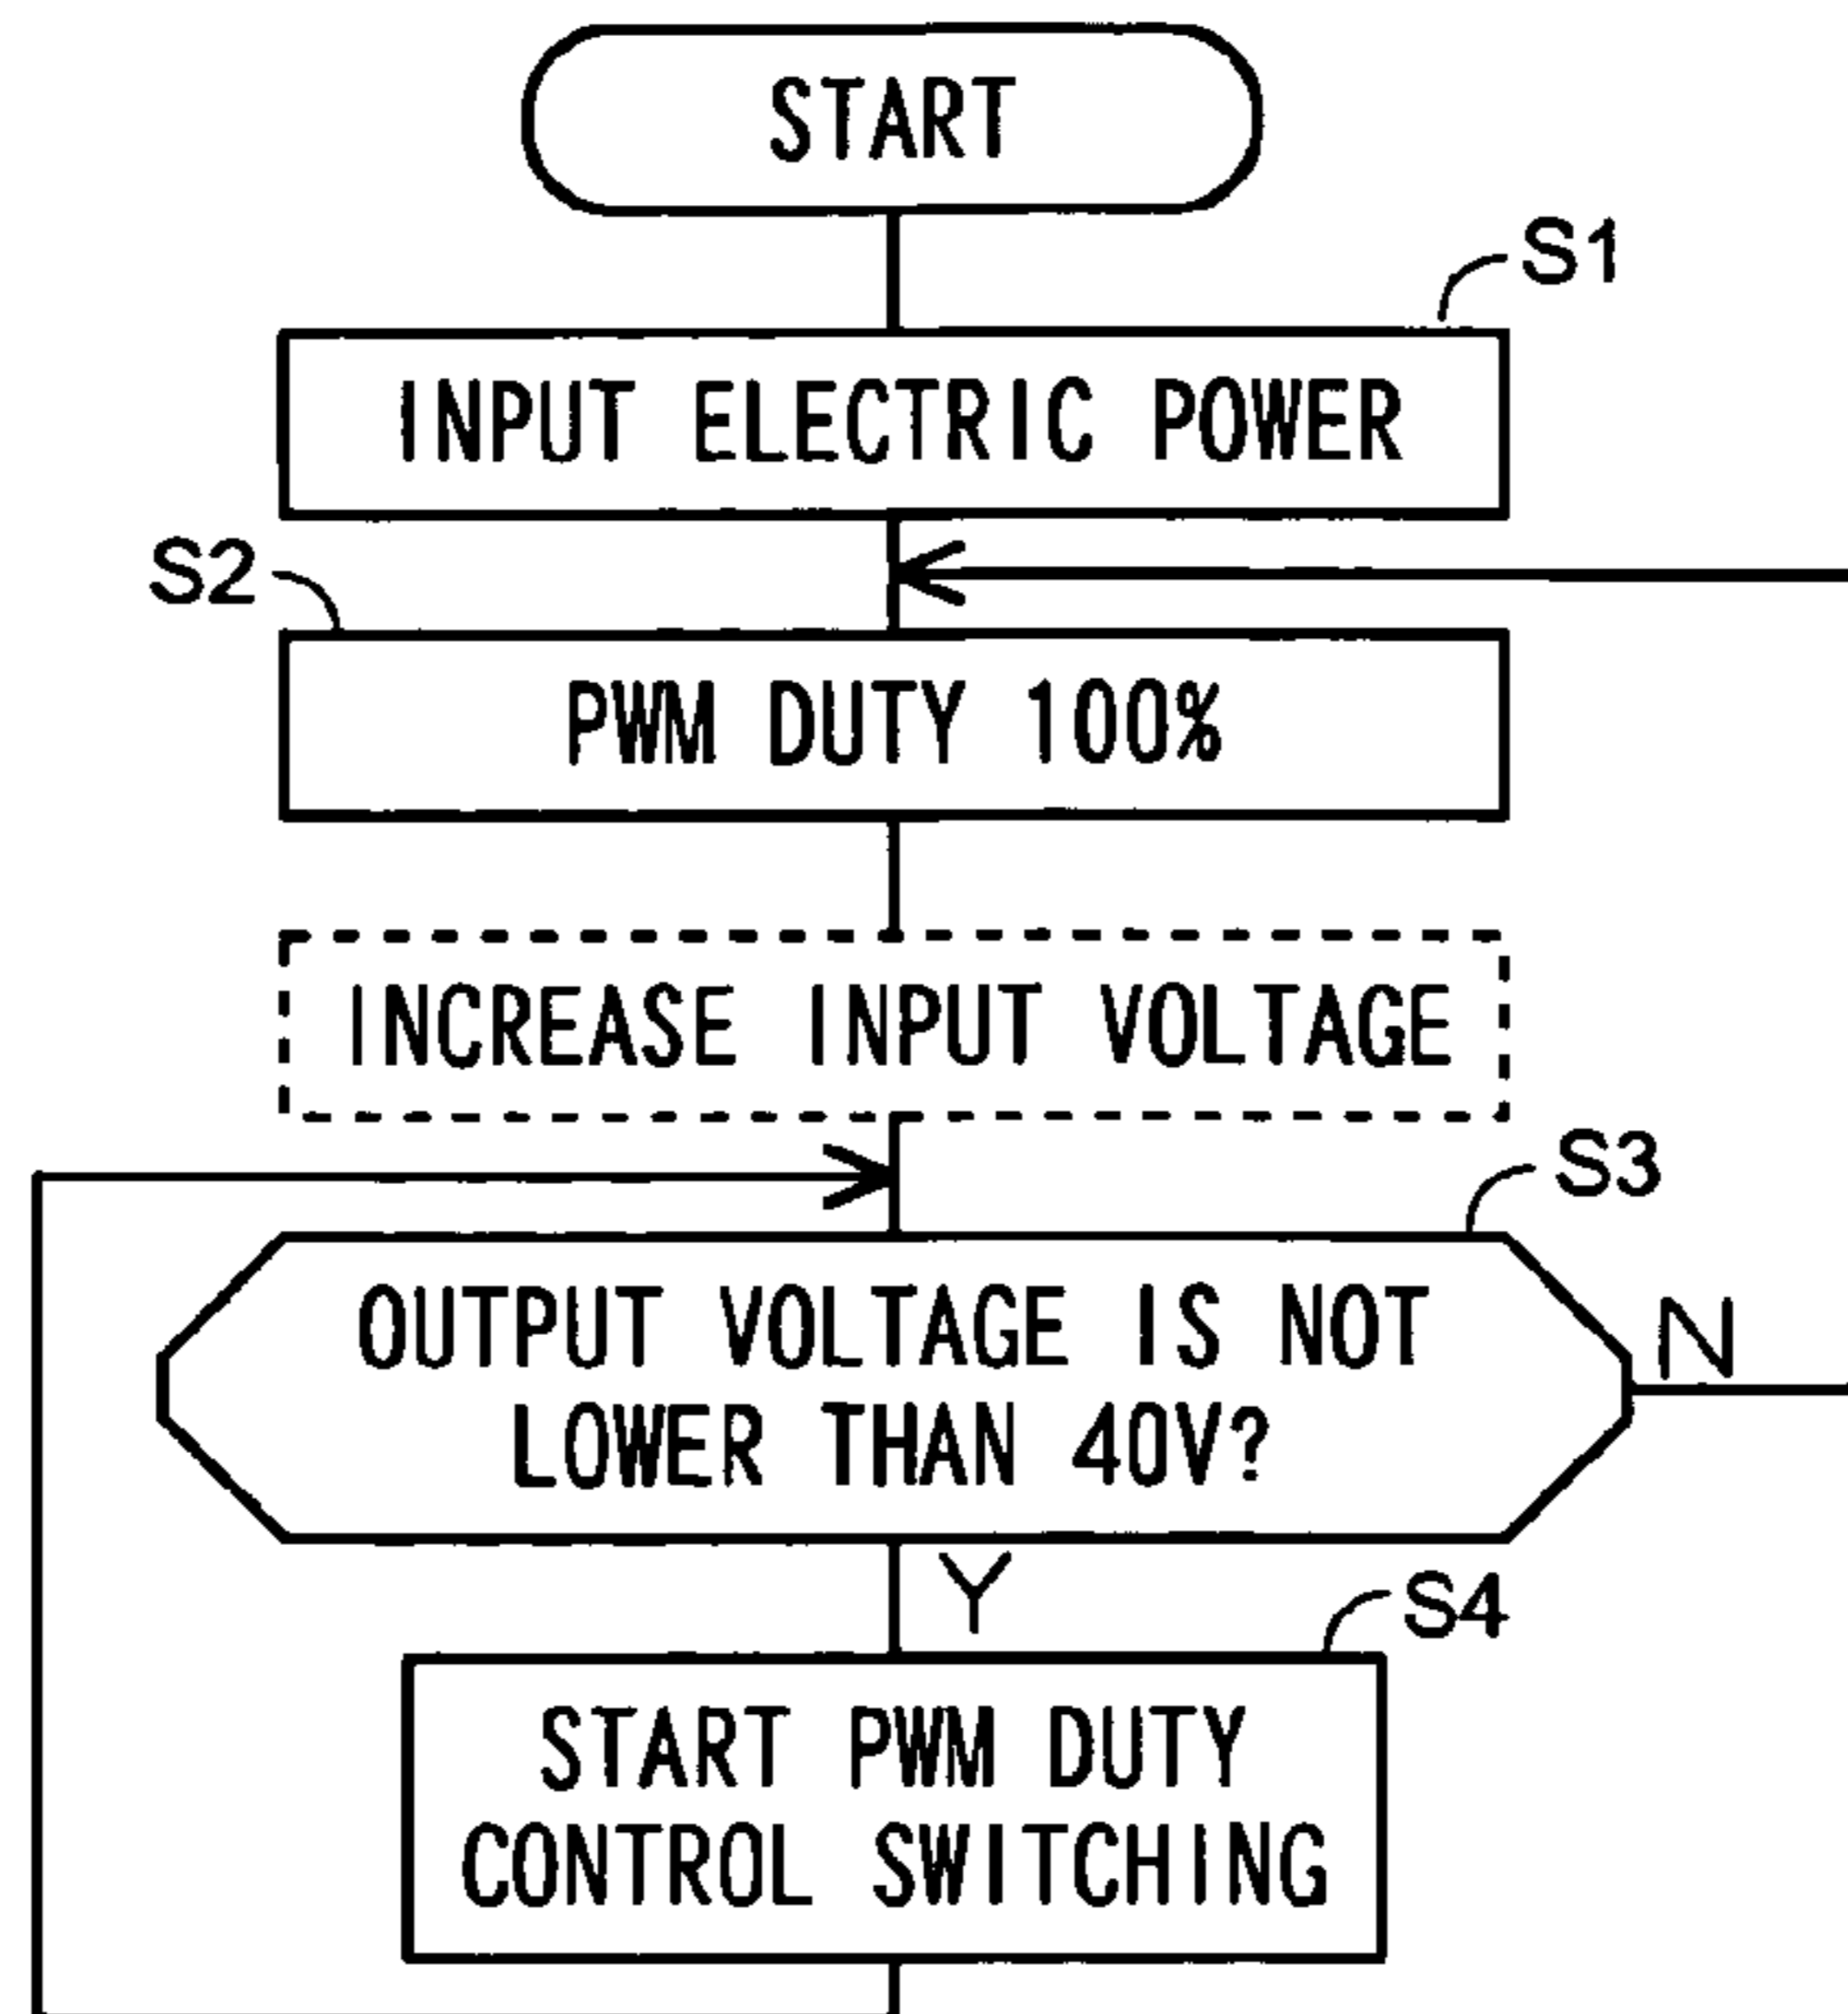 START
S1
INPUT ELECTRIC POWER
S2
PWM DUTY 100%
INCREASE INPUT VOLTAGE
S3
OUTPUT VOLTAGE IS NOT
LOWER THAN 40V?
N
Y
S4
START PWM DUTY
CONTROL SWITCHING